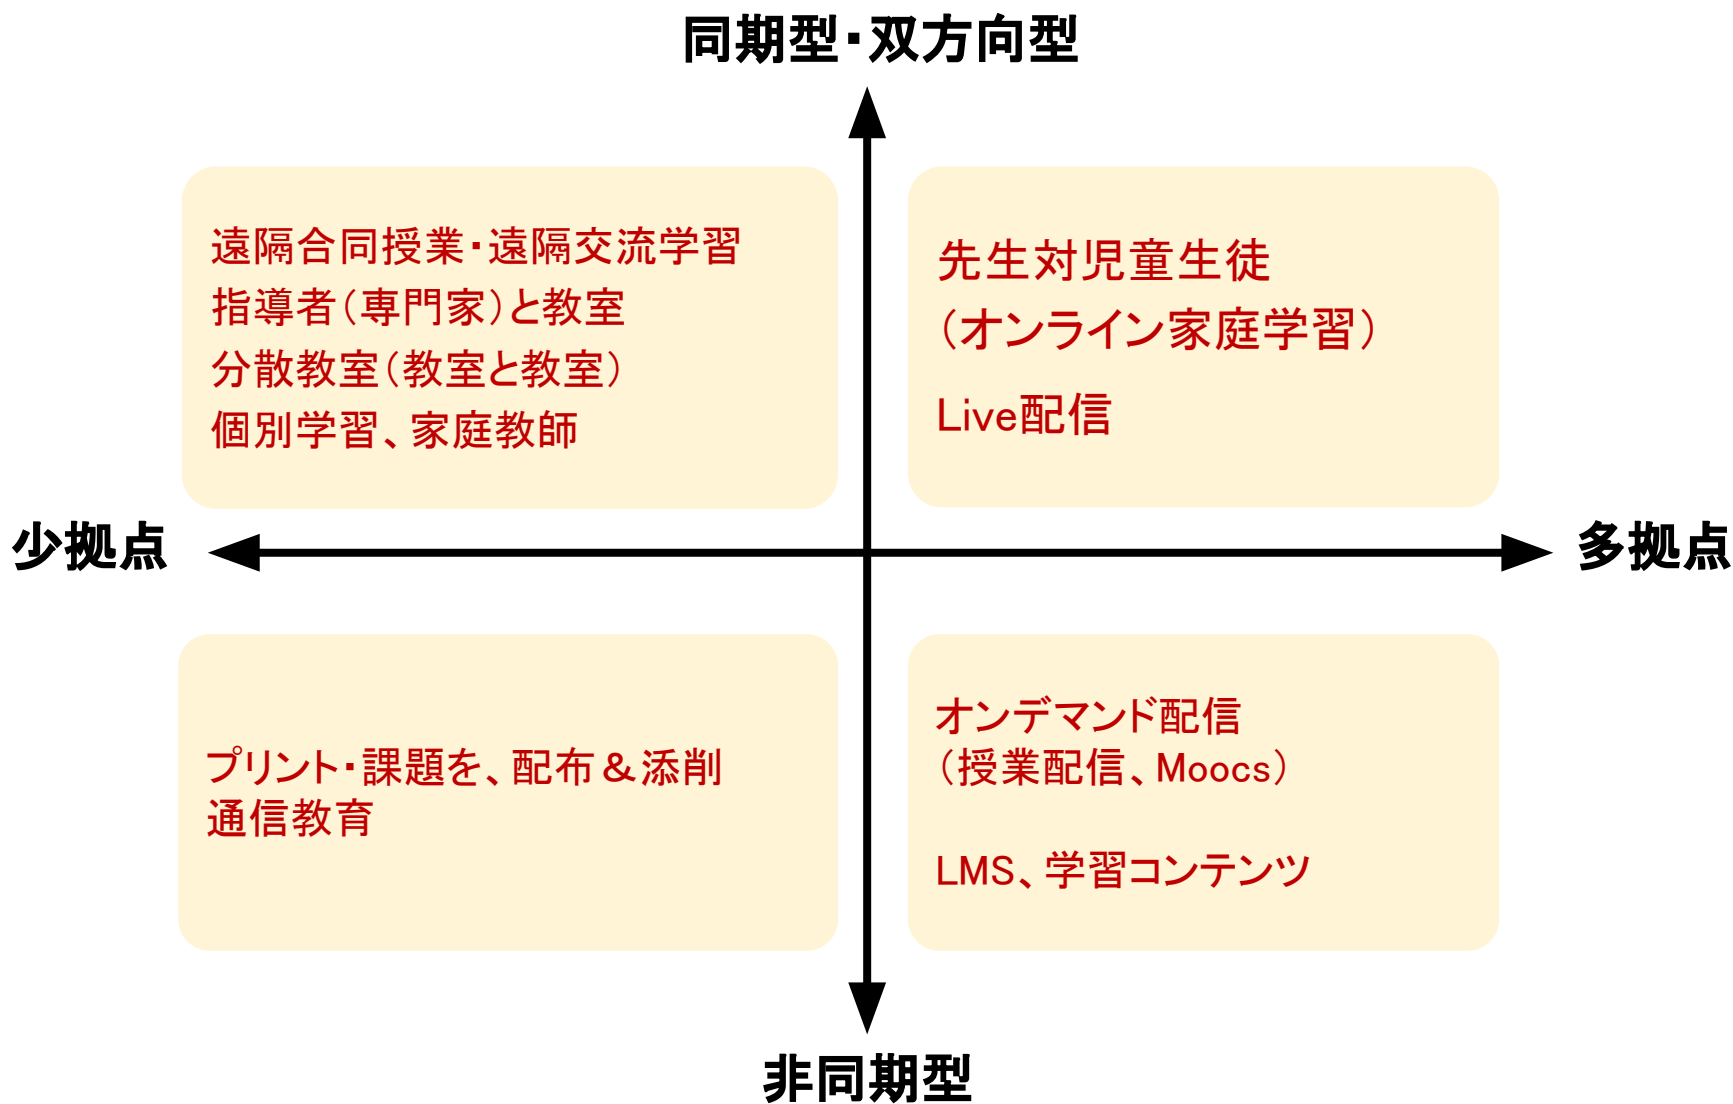 同期型・双方向型
遠隔合同授業・遠隔交流学習
指導者（専門家）と教室
分散教室（教室と教室）
個別学習、家庭教師
先生対児童生徒
（オンライン家庭学習）
Live配信
少拠点
多拠点
プリント・課題を、配布＆添削
通信教育
オンデマンド配信
（授業配信、Moocs）
LMS、学習コンテンツ
非同期型